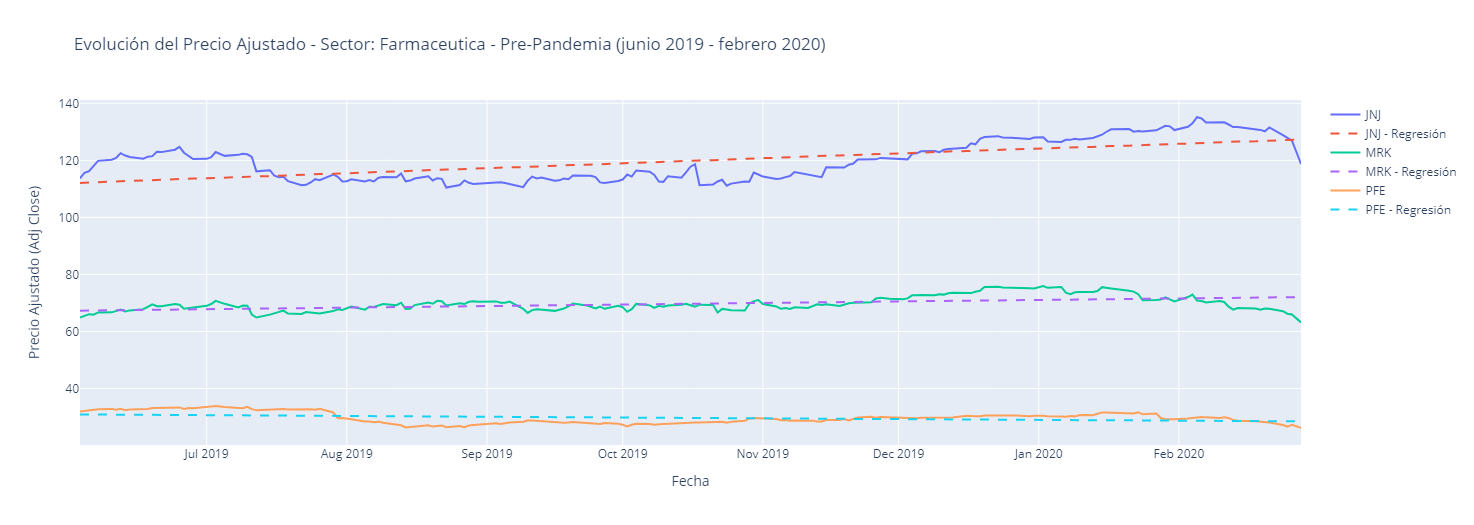 Evolución del Precio Ajustado - Sector: Farmaceutica - Pre-Pandemia (junio 2019 - febrero 2020)
Precio Ajustado (Adj Close)
140
120
100
80
60
40
Jul 2019
Aug 2019
Sep 2019
Oct 2019
Nov 2019
Dec 2019
Jan 2020
Feb 2020
Fecha
JNJ
JNJ - Regresión
MRK
MRK - Regresión
PFE
PFE - Regresión